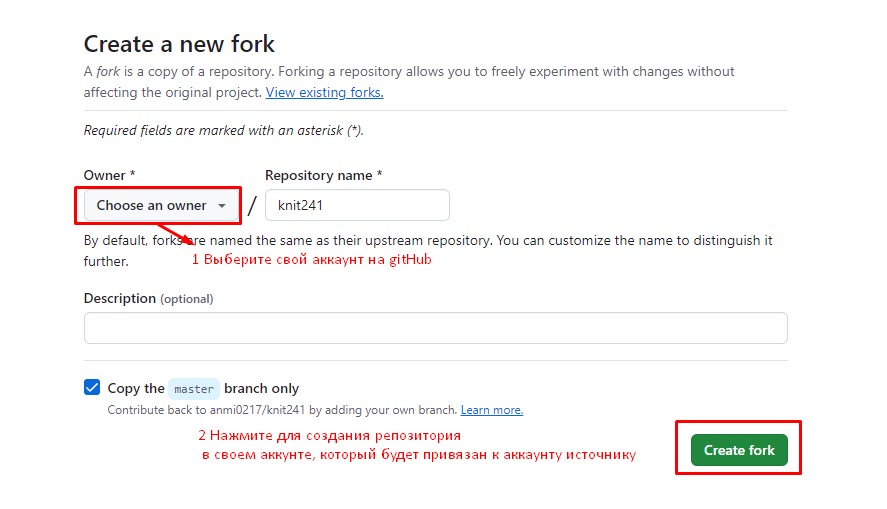 Create a new fork
A fork is a copy of a repository. Forking a repository allows you to freely experiment with changes without
affecting the original project. View existing forks.
Required fields are marked with an asterisk (*).
Owner *
Repository name *
Choose an owner
/
knit241
By default, forks are named the same as their upstream repository. You can customize the name to distinguish it
further.
1 Выберите свой аккаунт на gitHub
Description (optional)
Copy the master branch only
Contribute back to anmi0217/knit241 by adding your own branch. Learn more.
2 Нажмите для создания репозитория
в своем аккунте, который будет привязан к аккаунту источнику
Create fork